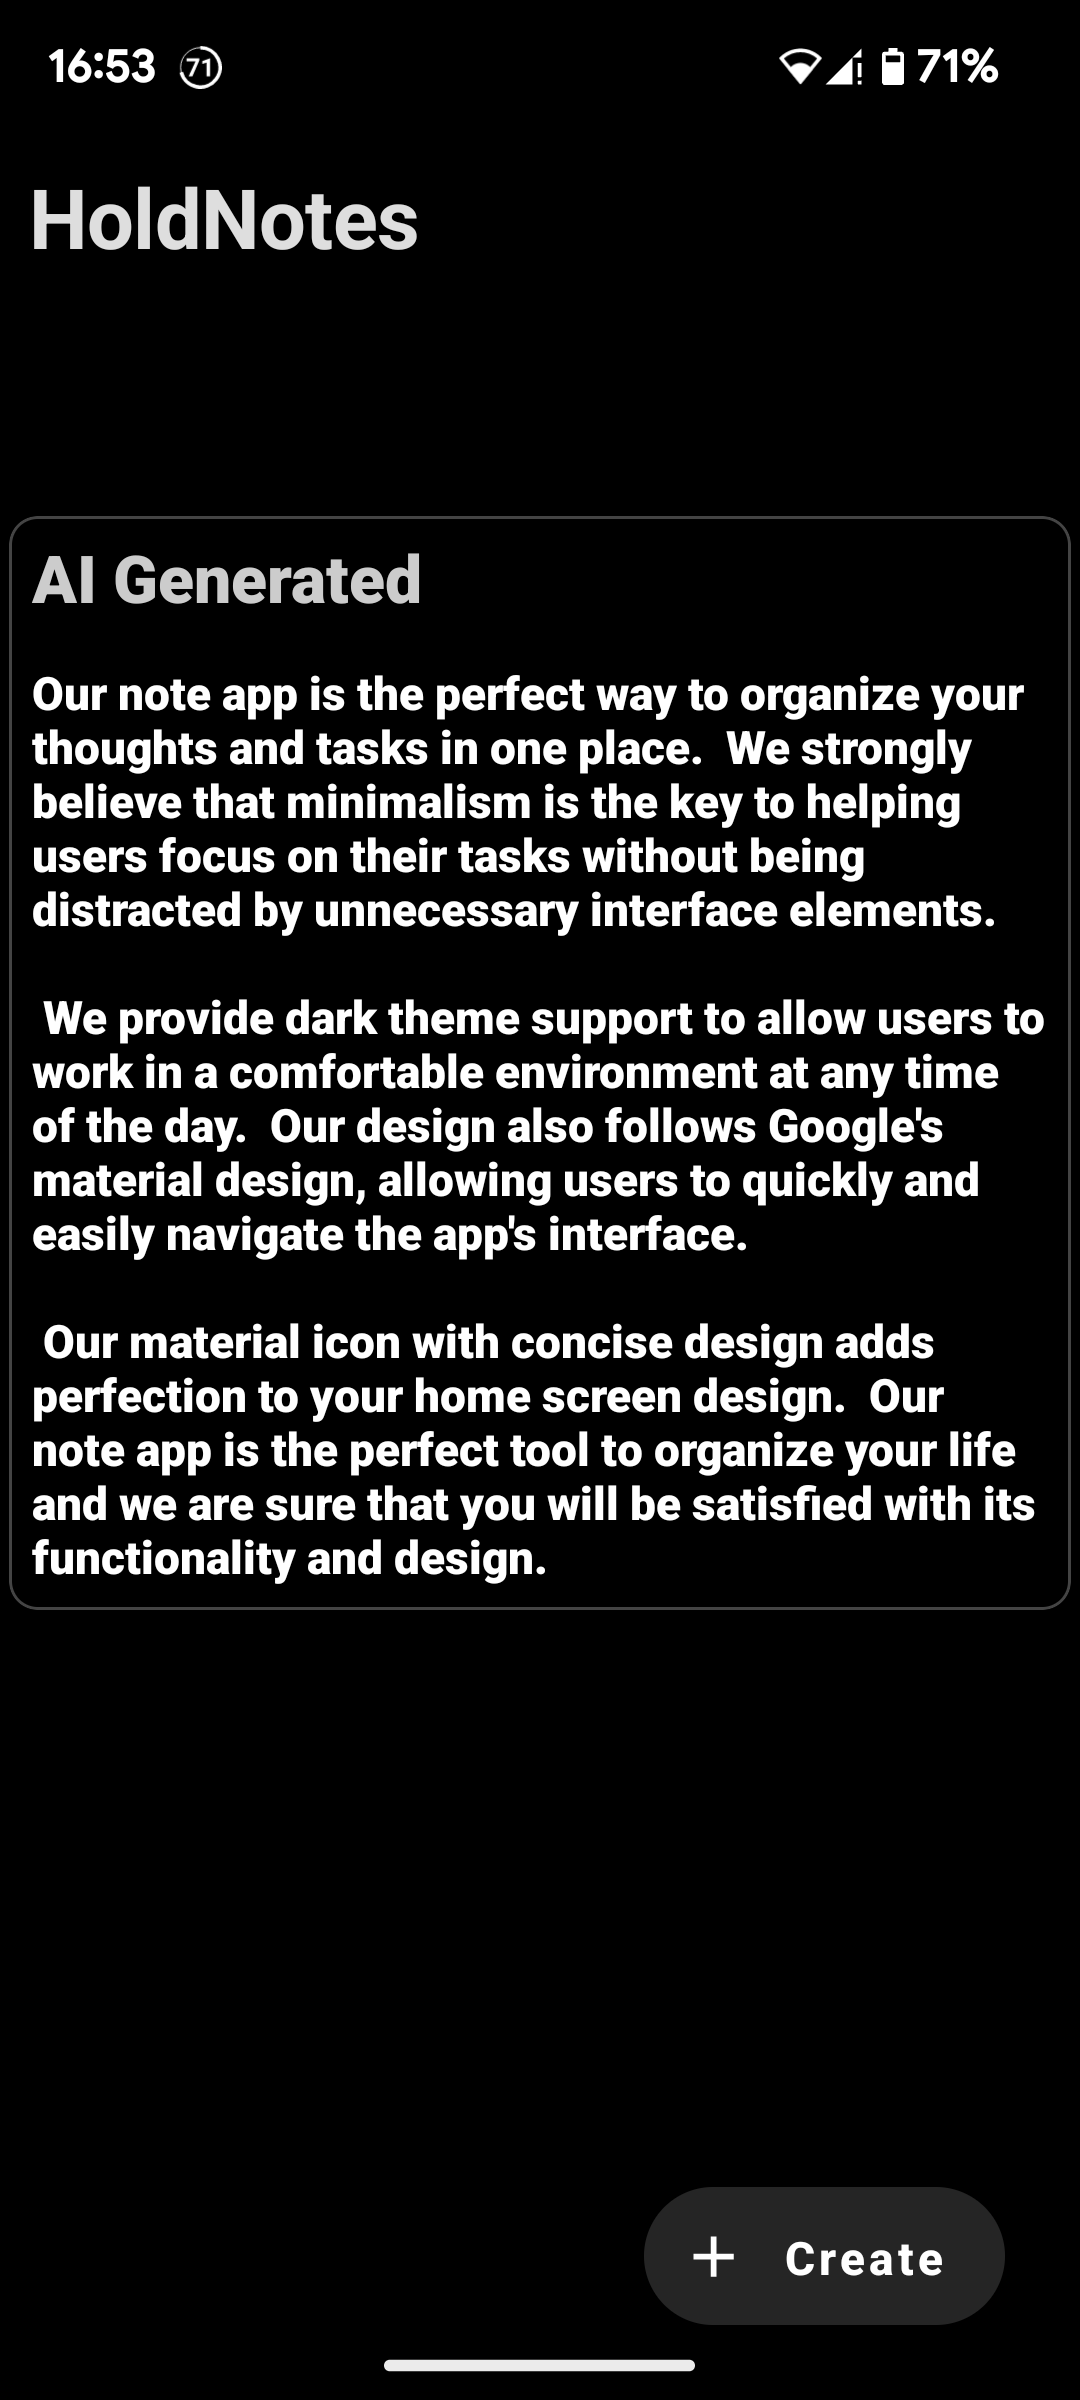 16:53 71 71%
HoldNotes
AI Generated
Our note app is the perfect way to organize your
thoughts and tasks in one place.  We strongly
believe that minimalism is the key to helping
users focus on their tasks without being
distracted by unnecessary interface elements.
We provide dark theme support to allow users to
work in a comfortable environment at any time
of the day.  Our design also follows Google's
material design, allowing users to quickly and
easily navigate the app's interface.
Our material icon with concise design adds
perfection to your home screen design.  Our
note app is the perfect tool to organize your life
and we are sure that you will be satisfied with its
functionality and design.
+ Create